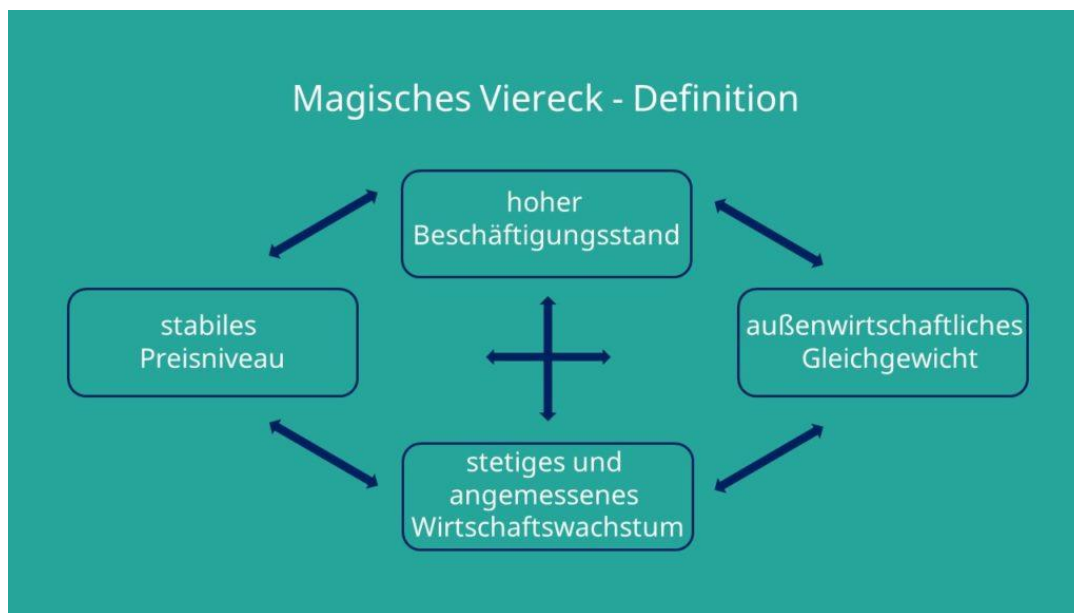 Magisches Viereck - Definition
hoher
Beschäftigungsstand
stabiles
Preisniveau
außenwirtschaftliches
Gleichgewicht
stetiges und
angemessenes
Wirtschaftswachstum